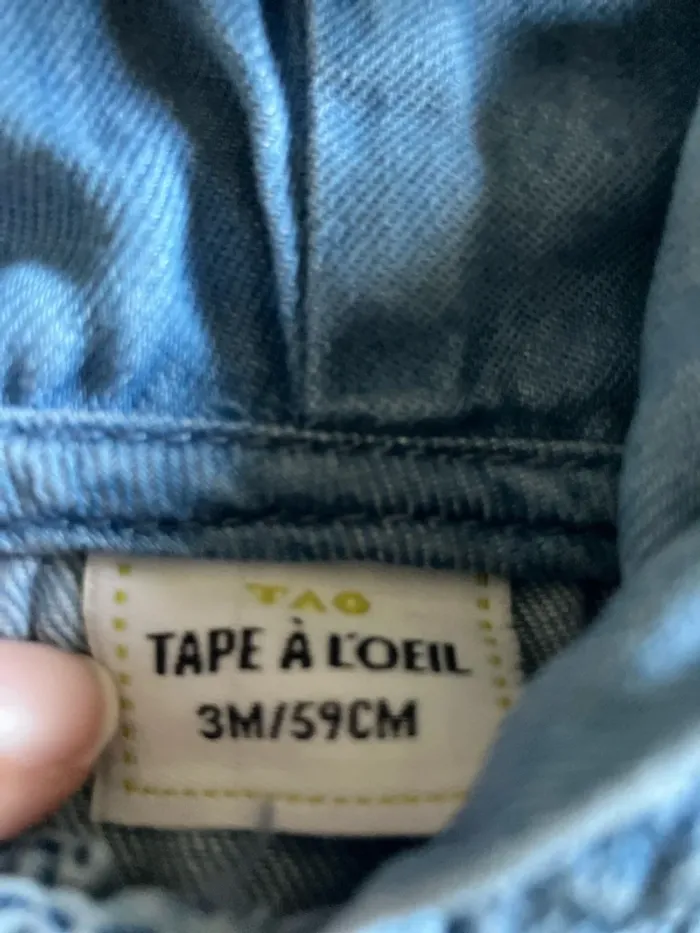 TAO
TAPE À L'OEIL
3M/59CM